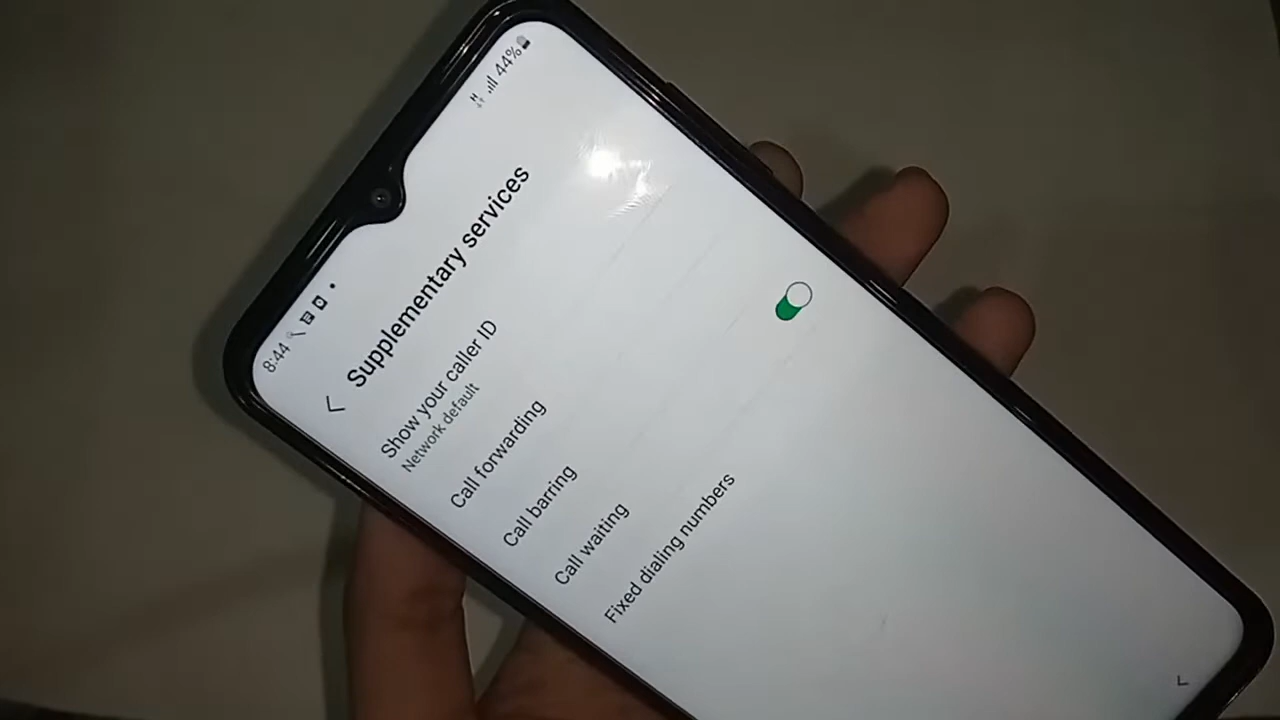 8:44
44%
Supplementary services
Show your caller ID
Network default
Call forwarding
Call barring
Call waiting
Fixed dialing numbers